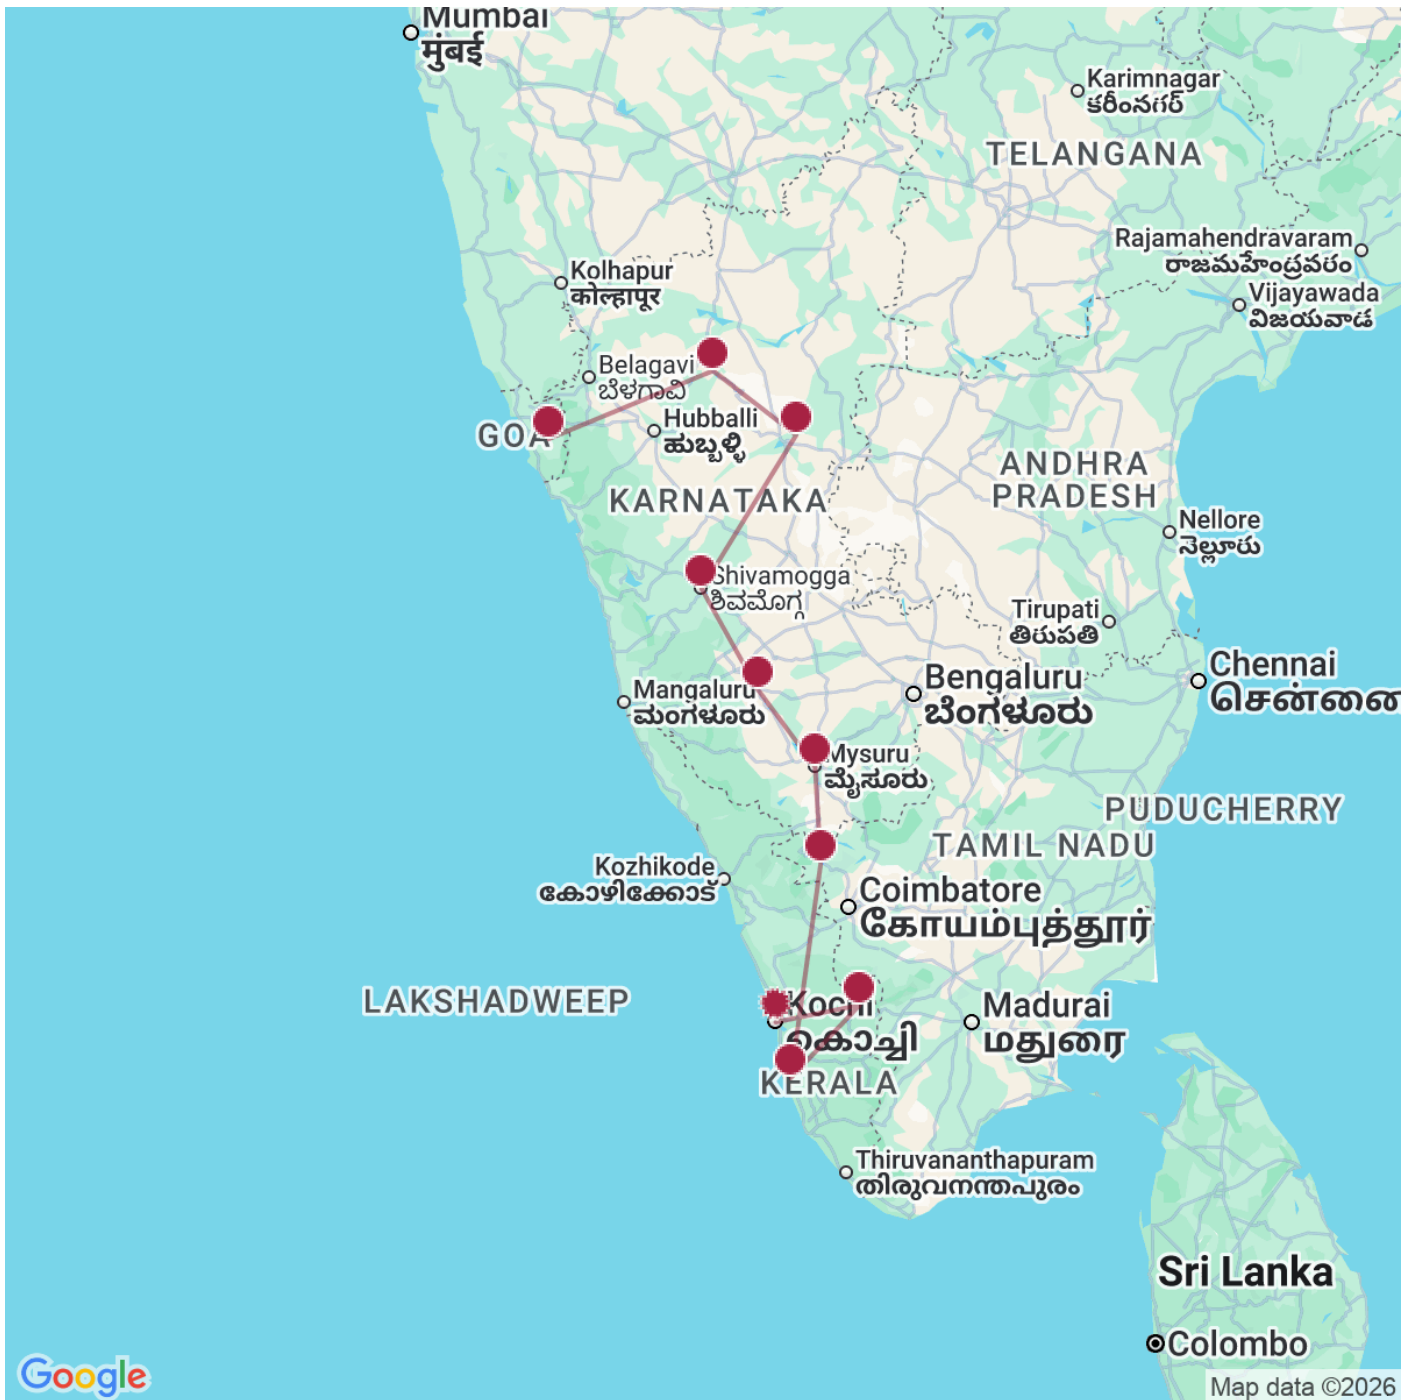 Mumbai
मुंबई
Karimnagar
కరీంనగర్
TELANGANA
Rajamahendravaram
రాజమహేంద్రవరం
Kolhapur
कोल्हापूर
Vijayawada
విజయవాడ
Belagavi
ಬೆಳಗಾವಿ
Hubballi
ಹುಬ್ಬಳ್ಳಿ
GOA
ANDHRA
PRADESH
KARNATAKA
Nellore
నెల్లూరు
Shivamogga
ಶಿವಮೊಗ್ಗ
Tirupati
తిరుపతి
Chennai
சென்னை
Bengaluru
ಬೆಂಗಳೂರು
Mangaluru
ಮಂಗಳೂರು
Mysuru
ಮೈಸೂರು
PUDUCHERRY
TAMIL NADU
Kozhikode
കോഴിക്കോട്
Coimbatore
கோயம்புத்தூர்
LAKSHADWEEP
Kochi
കൊച്ചി
Madurai
மதுரை
KERALA
Thiruvananthapuram
തിരുവനന്തപുരം
Sri Lanka
Colombo
Google
Map data ©2026